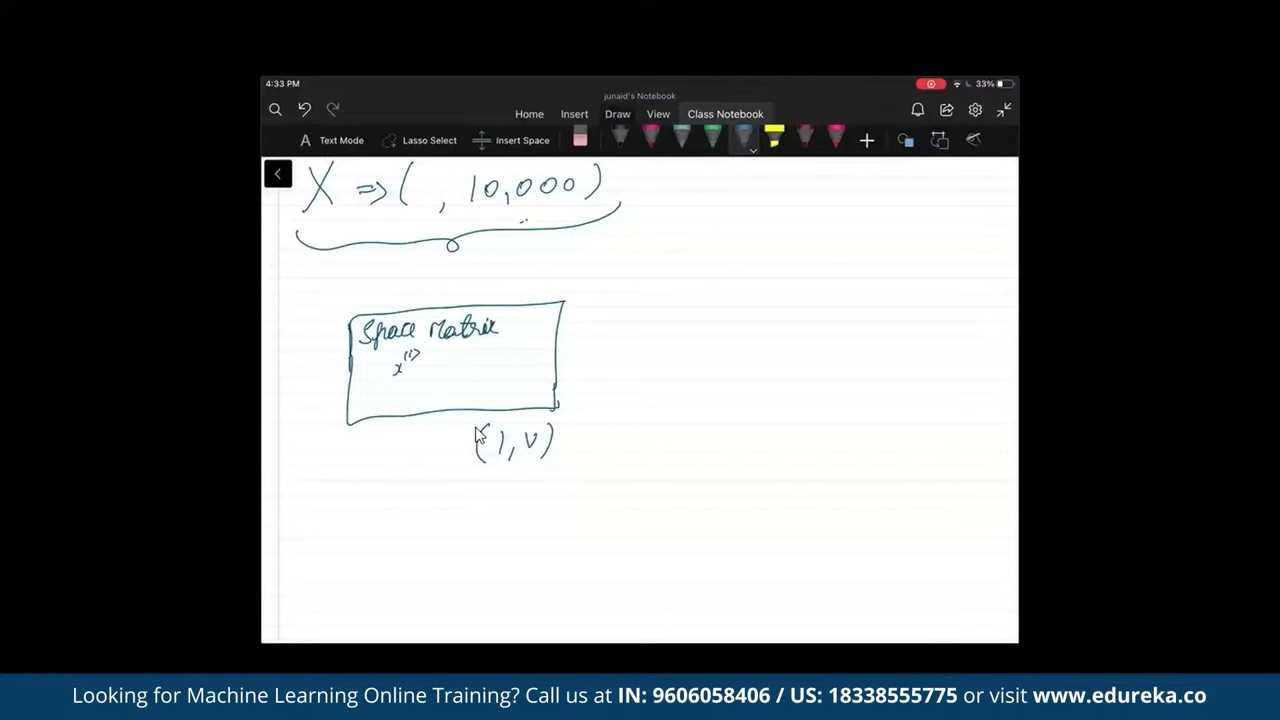 4:33 PM
33%
junaid's Notebook
Home Insert Draw View Class Notebook
A Text Mode Lasso Select Insert Space
X ⇒ ( , 10,000)
Space Matrix
x⁽¹⁾
(1, V)
Looking for Machine Learning Online Training? Call us at IN: 9606058406 / US: 18338555775 or visit www.edureka.co